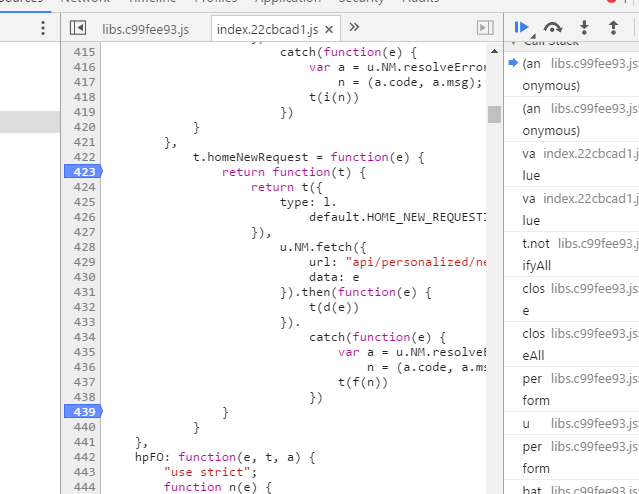 Sources Network Timeline Profiles Application Security Audits
libs.c99fee93.js index.22cbcad1.js × »
415 catch(function(e) {
416 var a = u.NM.resolveError
417 n = (a.code, a.msg);
418 t(i(n))
419 })
420 }
421 },
422 t.homeNewRequest = function(e) {
423 return function(t) {
424 return t({
425 type: l.
426 default.HOME_NEW_REQUESTI
427 }),
428 u.NM.fetch({
429 url: "api/personalized/ne
430 data: e
431 }).then(function(e) {
432 t(d(e))
433 }).
434 catch(function(e) {
435 var a = u.NM.resolveE
436 n = (a.code, a.ms
437 t(f(n))
438 })
439 }
440 }
441 },
442 hpFO: function(e, t, a) {
443 "use strict";
444 function n(e) {
Call Stack
(an libs.c99fee93.js:
onymous)
(an libs.c99fee93.js:
onymous)
va index.22cbcad1.j
lue
va index.22cbcad1.j
lue
t.not libs.c99fee93.js:
ifyAll
clos libs.c99fee93.js:
e
clos libs.c99fee93.js:
eAll
per libs.c99fee93.js:
form
u libs.c99fee93.js:
per libs.c99fee93.js:
form
bat libs.c99fee93.js: